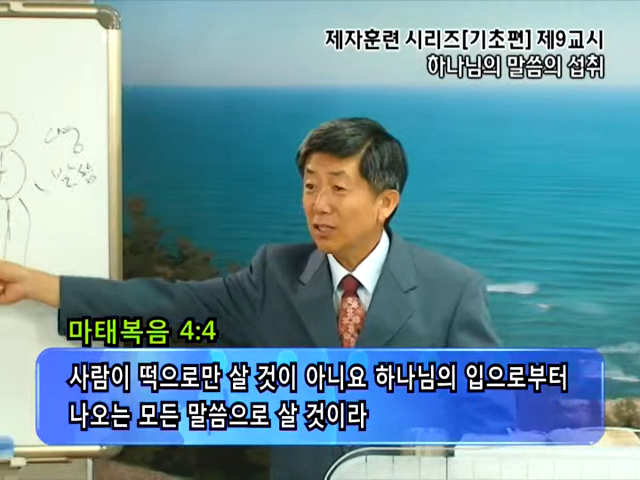 제자훈련 시리즈[기초편] 제9교시
하나님의 말씀의 섭취
마태복음 4:4
사람이 떡으로만 살 것이 아니요 하나님의 입으로부터
나오는 모든 말씀으로 살 것이라